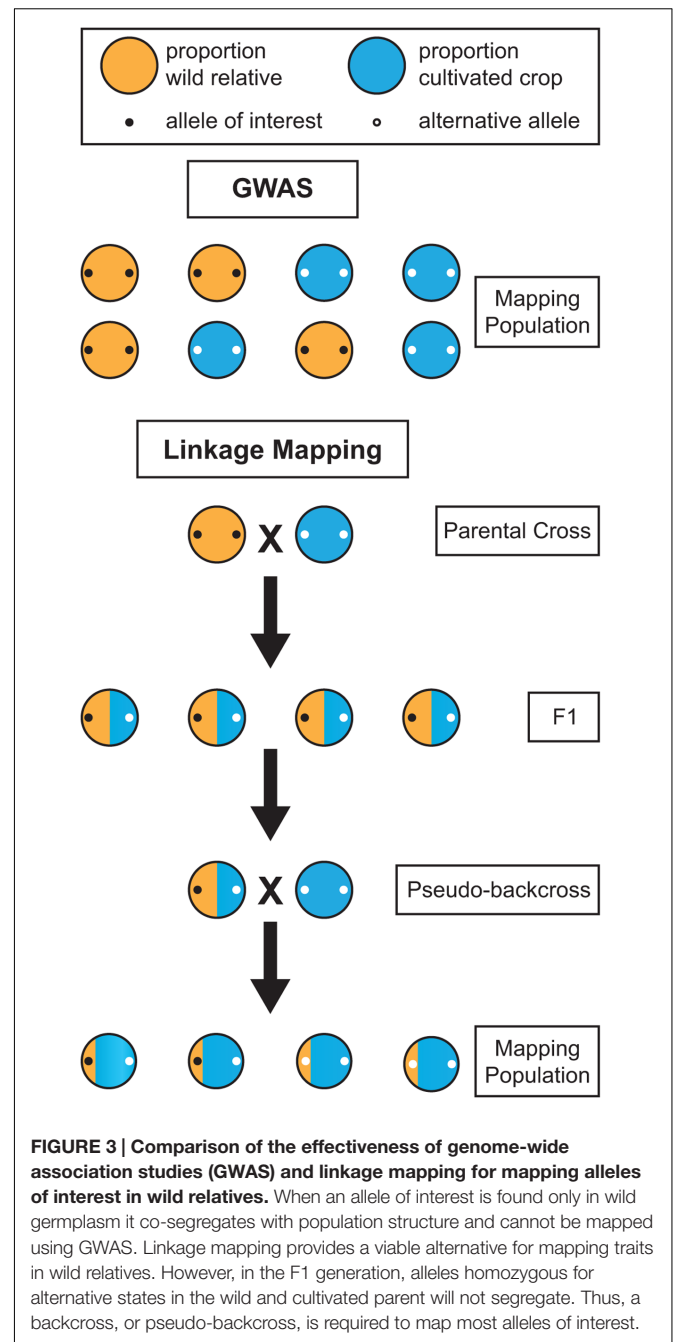 proportion
wild relative
proportion
cultivated crop
allele of interest
alternative allele
GWAS
Mapping
Population
Linkage Mapping
X
Parental Cross
F1
X
Pseudo-backcross
Mapping
Population
FIGURE 3 | Comparison of the effectiveness of genome-wide
association studies (GWAS) and linkage mapping for mapping alleles
of interest in wild relatives. When an allele of interest is found only in wild
germplasm it co-segregates with population structure and cannot be mapped
using GWAS. Linkage mapping provides a viable alternative for mapping traits
in wild relatives. However, in the F1 generation, alleles homozygous for
alternative states in the wild and cultivated parent will not segregate. Thus, a
backcross, or pseudo-backcross, is required to map most alleles of interest.